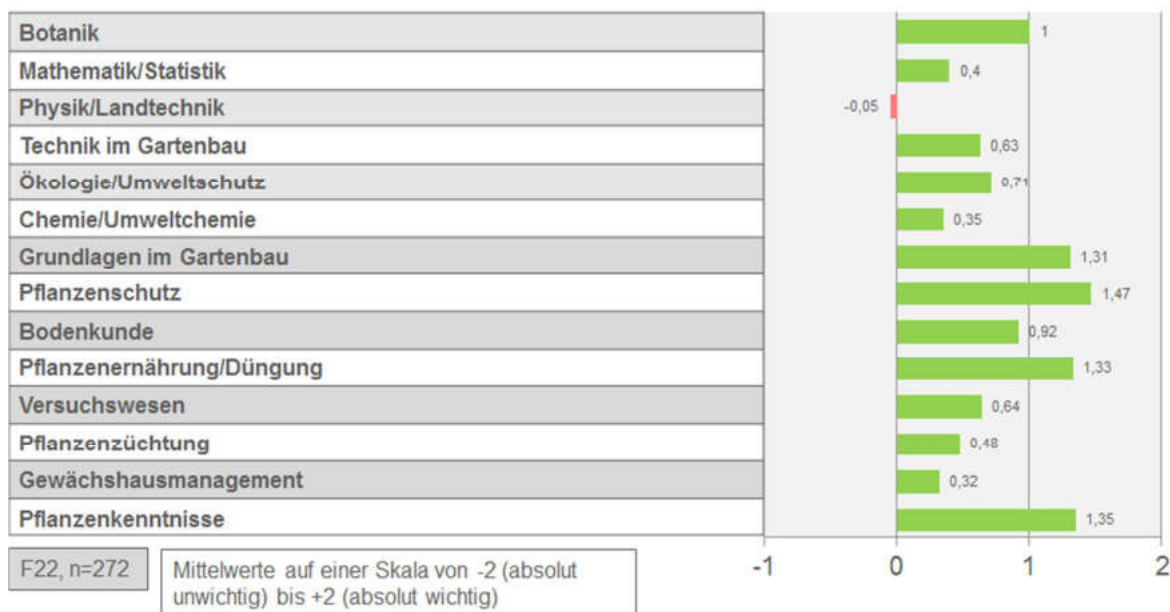 Botanik 1
Mathematik/Statistik 0,4
Physik/Landtechnik -0,05
Technik im Gartenbau 0,63
Ökologie/Umweltschutz 0,71
Chemie/Umweltchemie 0,35
Grundlagen im Gartenbau 1,31
Pflanzenschutz 1,47
Bodenkunde 0,92
Pflanzenernährung/Düngung 1,33
Versuchswesen 0,64
Pflanzenzüchtung 0,48
Gewächshausmanagement 0,32
Pflanzenkenntnisse 1,35
-1 0 1 2
F22, n=272
Mittelwerte auf einer Skala von -2 (absolut
unwichtig) bis +2 (absolut wichtig)